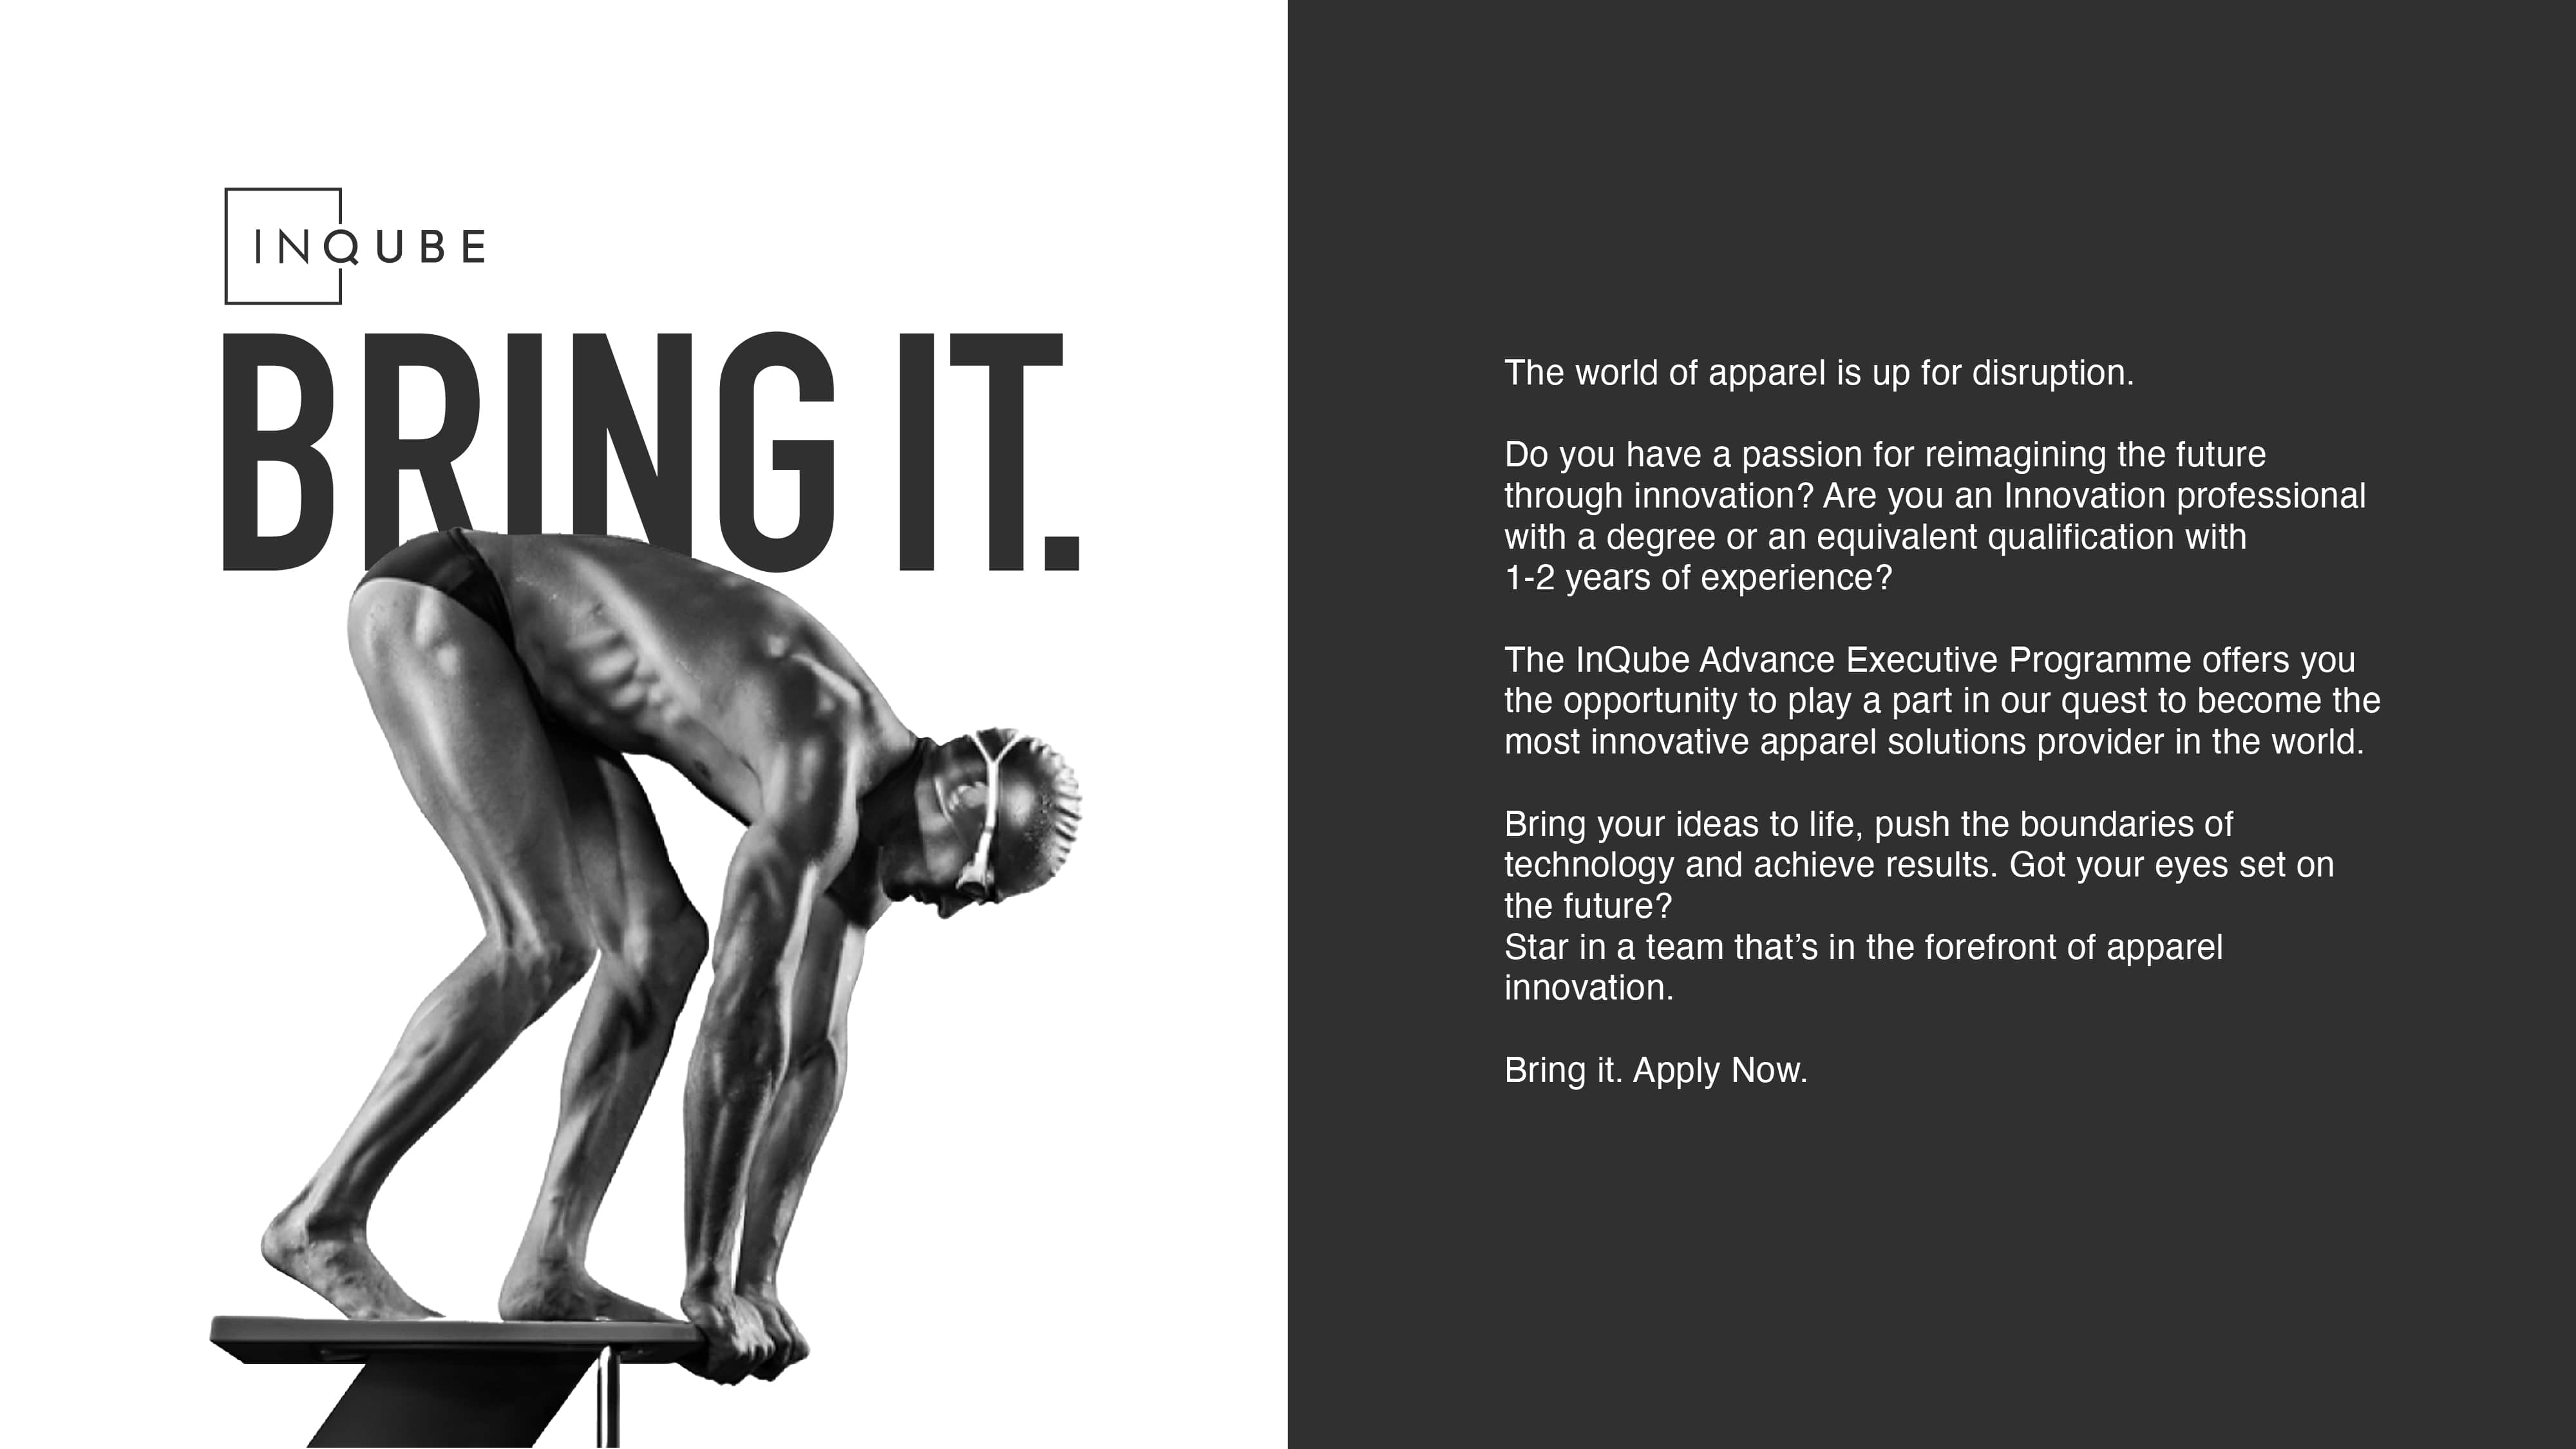 INQUBE
BRING IT.
The world of apparel is up for disruption.
Do you have a passion for reimagining the future
through innovation? Are you an Innovation professional
with a degree or an equivalent qualification with
1-2 years of experience?
The InQube Advance Executive Programme offers you
the opportunity to play a part in our quest to become the
most innovative apparel solutions provider in the world.
Bring your ideas to life, push the boundaries of
technology and achieve results. Got your eyes set on
the future?
Star in a team that’s in the forefront of apparel
innovation.
Bring it. Apply Now.